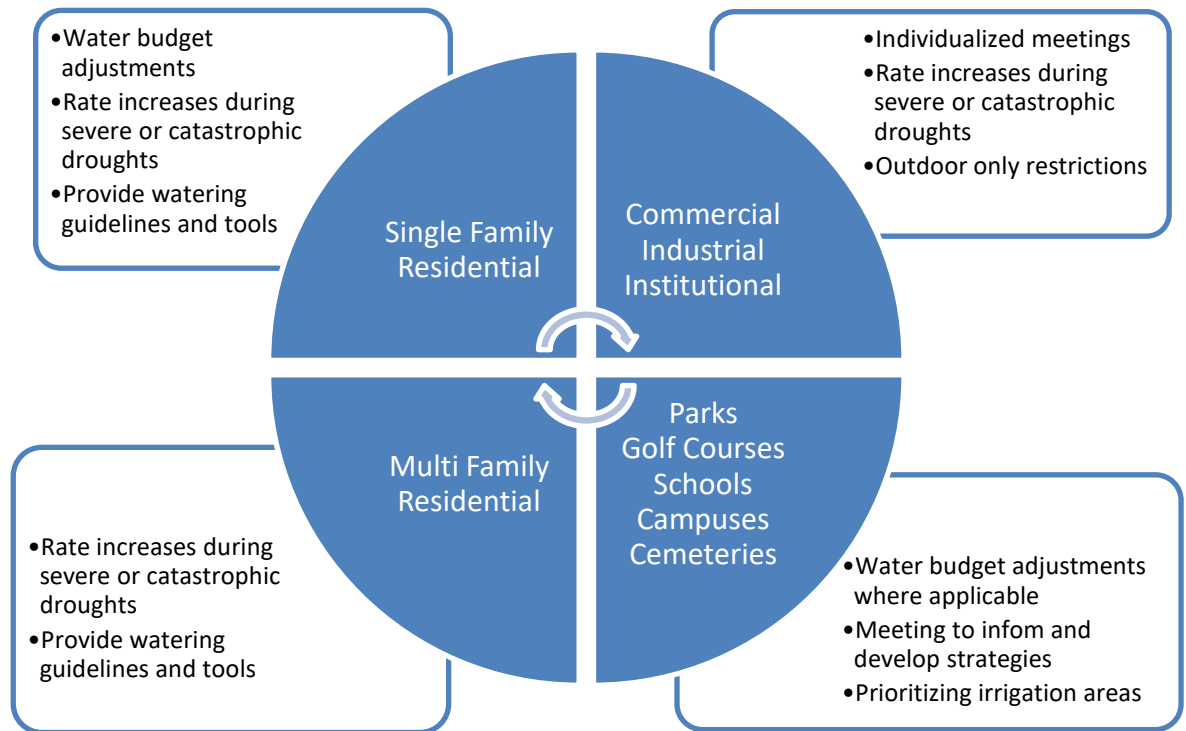 •Water budget
adjustments
•Rate increases during
severe or catastrophic
droughts
•Provide watering
guidelines and tools
Single Family
Residential
•Individualized meetings
•Rate increases during
severe or catastrophic
droughts
•Outdoor only restrictions
Commercial
Industrial
Institutional
Multi Family
Residential
•Rate increases during
severe or catastrophic
droughts
•Provide watering
guidelines and tools
Parks
Golf Courses
Schools
Campuses
Cemeteries
•Water budget adjustments
where applicable
•Meeting to infom and
develop strategies
•Prioritizing irrigation areas